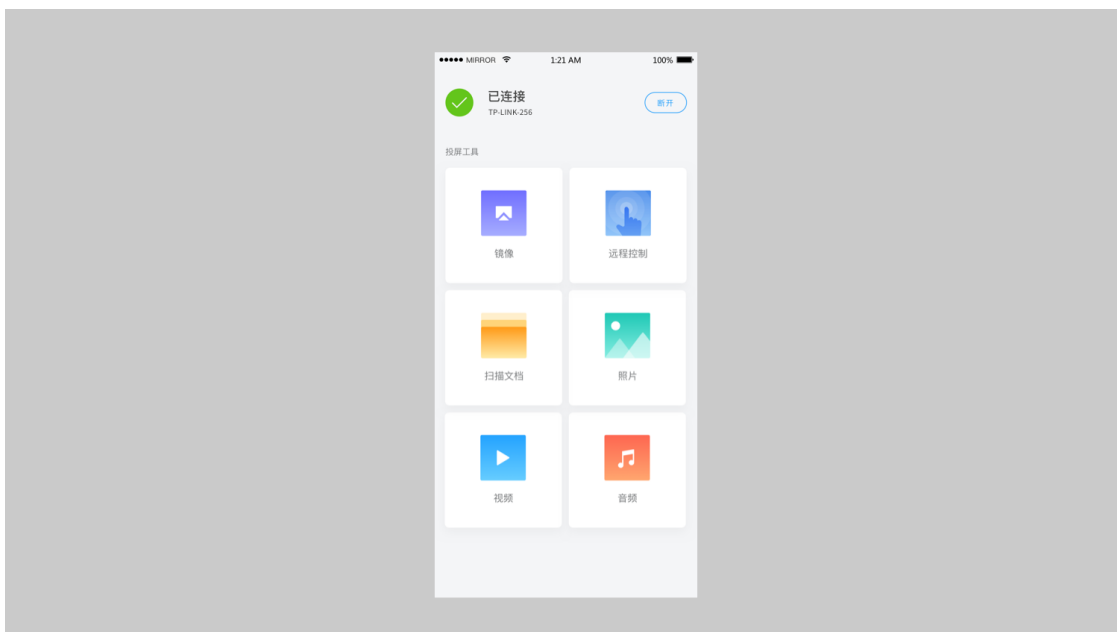 MIRROR 1:21 AM 100%
已连接
TP-LINK-256
断开
投屏工具
镜像 远程控制
扫描文档 照片
视频 音频